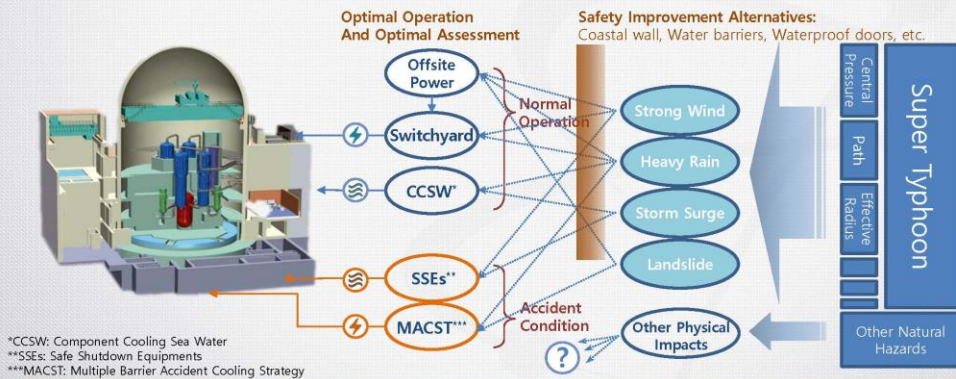 Optimal Operation
And Optimal Assessment
Safety Improvement Alternatives:
Coastal wall, Water barriers, Waterproof doors, etc.
Offsite
Power
Switchyard
CCSW*
Normal
Operation
SSEs**
MACST***
Accident
Condition
Strong Wind
Heavy Rain
Storm Surge
Landslide
Other Physical
Impacts
?
Central
Pressure
Path
Effective
Radius
Super Typhoon
Other Natural
Hazards
*CCSW: Component Cooling Sea Water
**SSEs: Safe Shutdown Equipments
***MACST: Multiple Barrier Accident Cooling Strategy